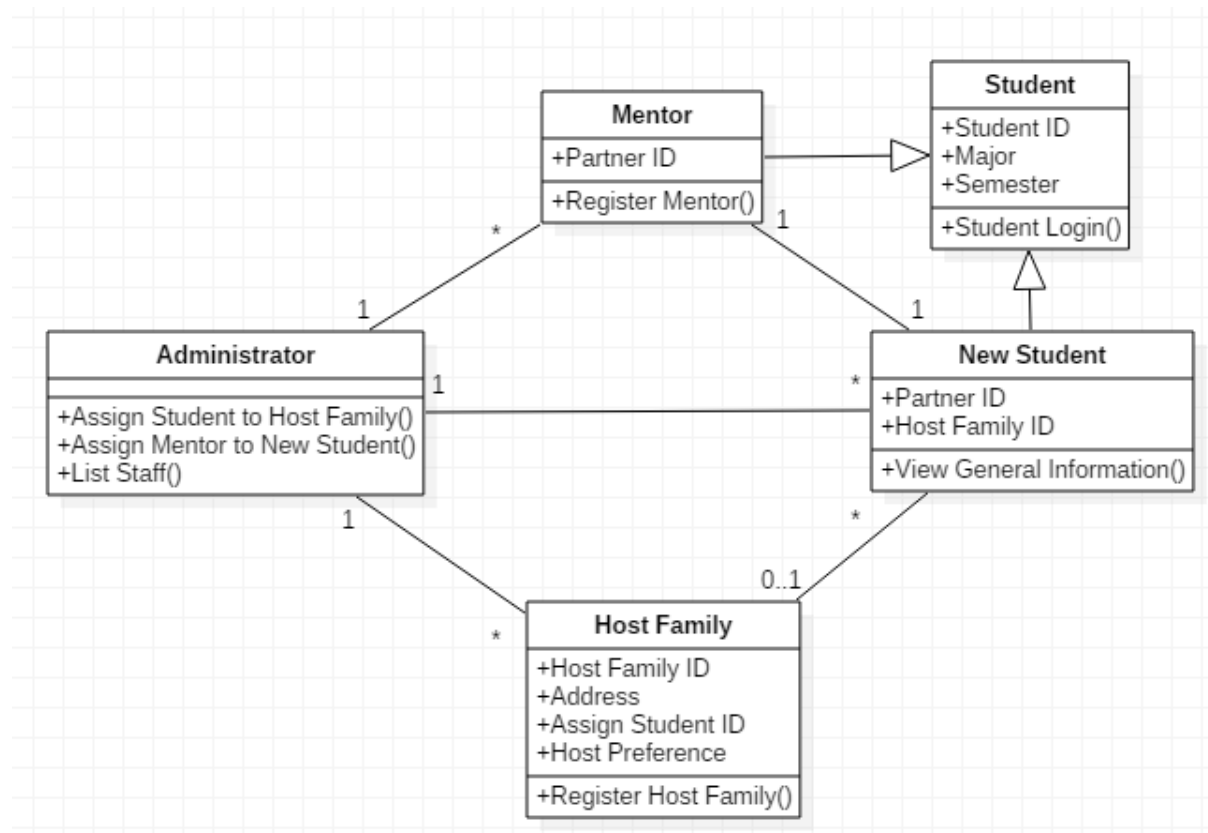 Student
+Student ID
+Major
+Semester
+Student Login()
Mentor
+Partner ID
+Register Mentor()
*
1
1
1
Administrator
+Assign Student to Host Family()
+Assign Mentor to New Student()
+List Staff()
1
*
New Student
+Partner ID
+Host Family ID
+View General Information()
1
*
*
0..1
Host Family
+Host Family ID
+Address
+Assign Student ID
+Host Preference
+Register Host Family()